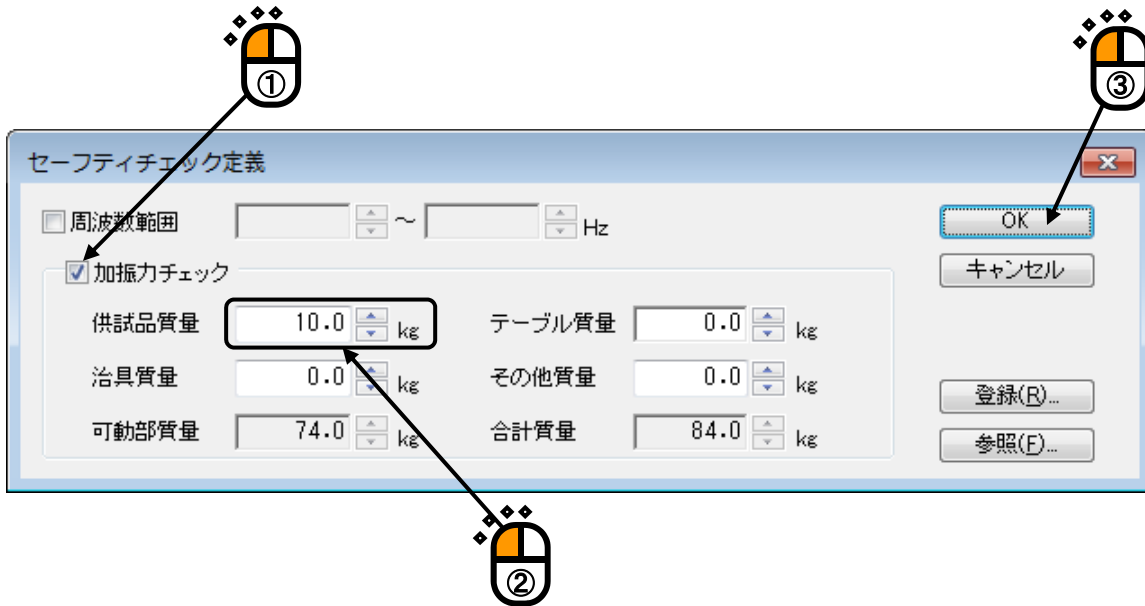 ①
③
セーフティチェック定義
周波数範囲 ～ Hz
OK
加振力チェック
キャンセル
供試品質量 10.0 kg テーブル質量 0.0 kg
治具質量 0.0 kg その他質量 0.0 kg
登録(R)...
可動部質量 74.0 kg 合計質量 84.0 kg
参照(F)...
②